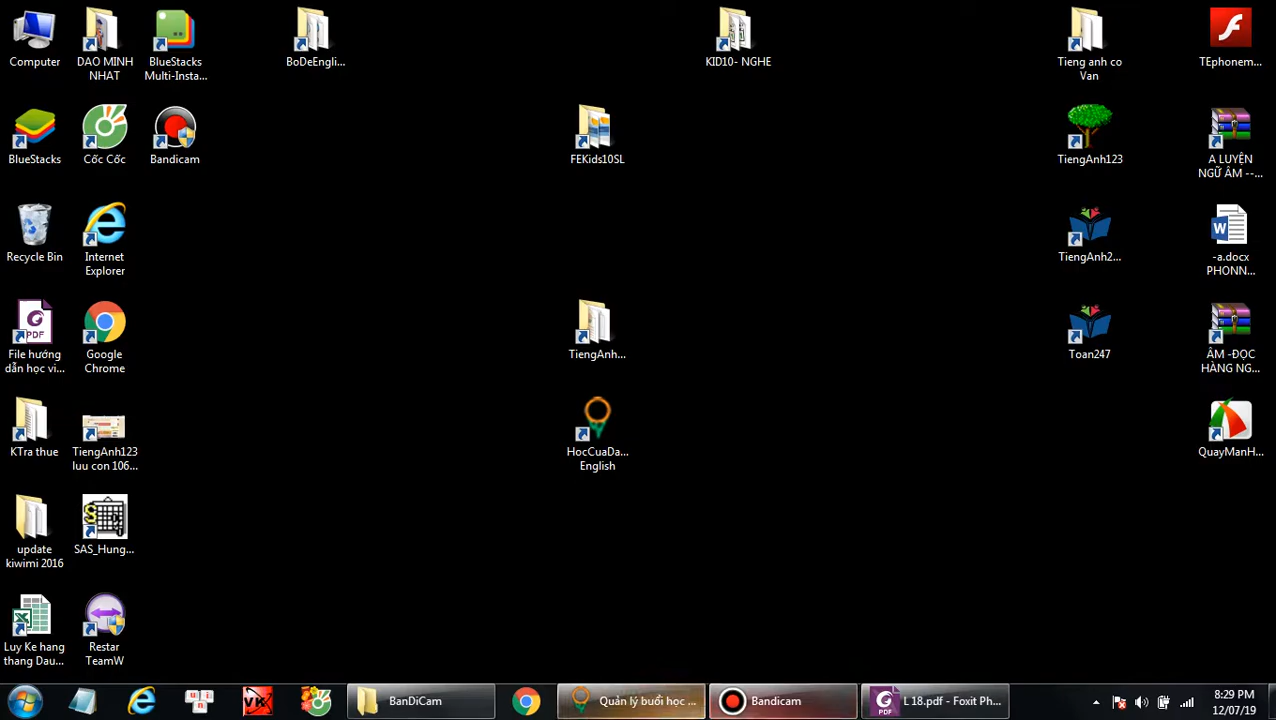 Computer
DAO MINH
NHAT
BlueStacks
Multi-Insta...
BoDeEngli...
KID10- NGHE
Tieng anh co
Van
TEphonem...
BlueStacks
Cốc Cốc
Bandicam
FEKids10SL
TiengAnh123
A LUYỆN
NGỮ ÂM --...
Recycle Bin
Internet
Explorer
TiengAnh2...
-a.docx
PHONN...
PDF
File hướng
dẫn học vi...
Google
Chrome
TiengAnh...
Toan247
ÂM -ĐỌC
HÀNG NG...
KTra thue
TiengAnh123
luu con 106...
HocCuaDa...
English
QuayManH...
update
kiwimi 2016
SAS_Hung...
Luy Ke hang
thang Dau...
Restar
TeamW
BanDiCam
Quản lý buổi học ...
Bandicam
L 18.pdf - Foxit Ph...
8:29 PM
12/07/19